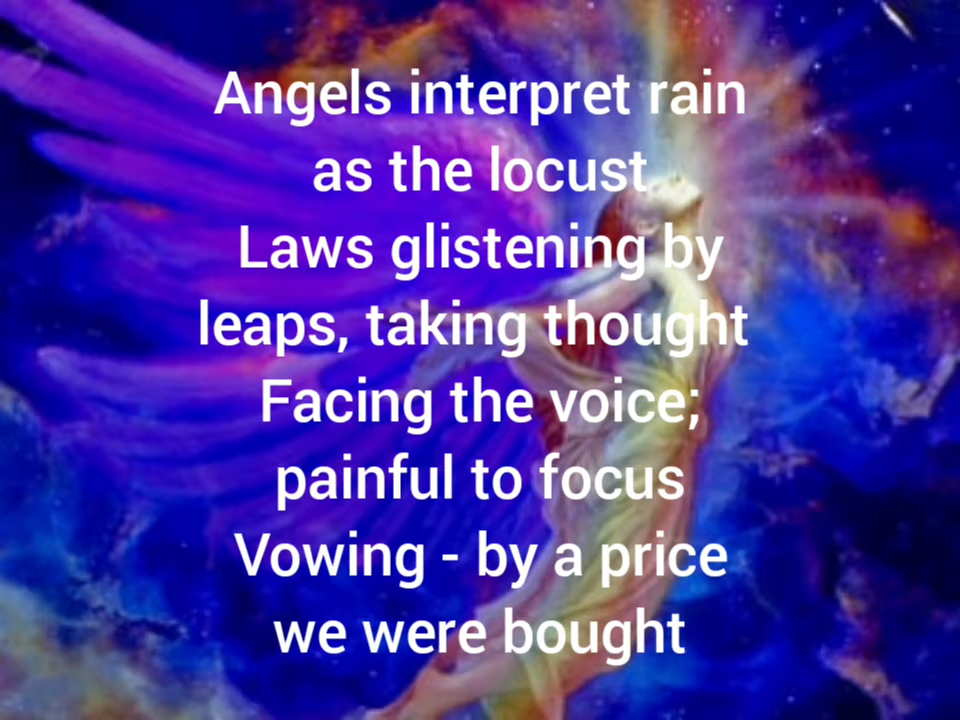 Angels interpret rain
as the locust
Laws glistening by
leaps, taking thought
Facing the voice;
painful to focus
Vowing - by a price
we were bought